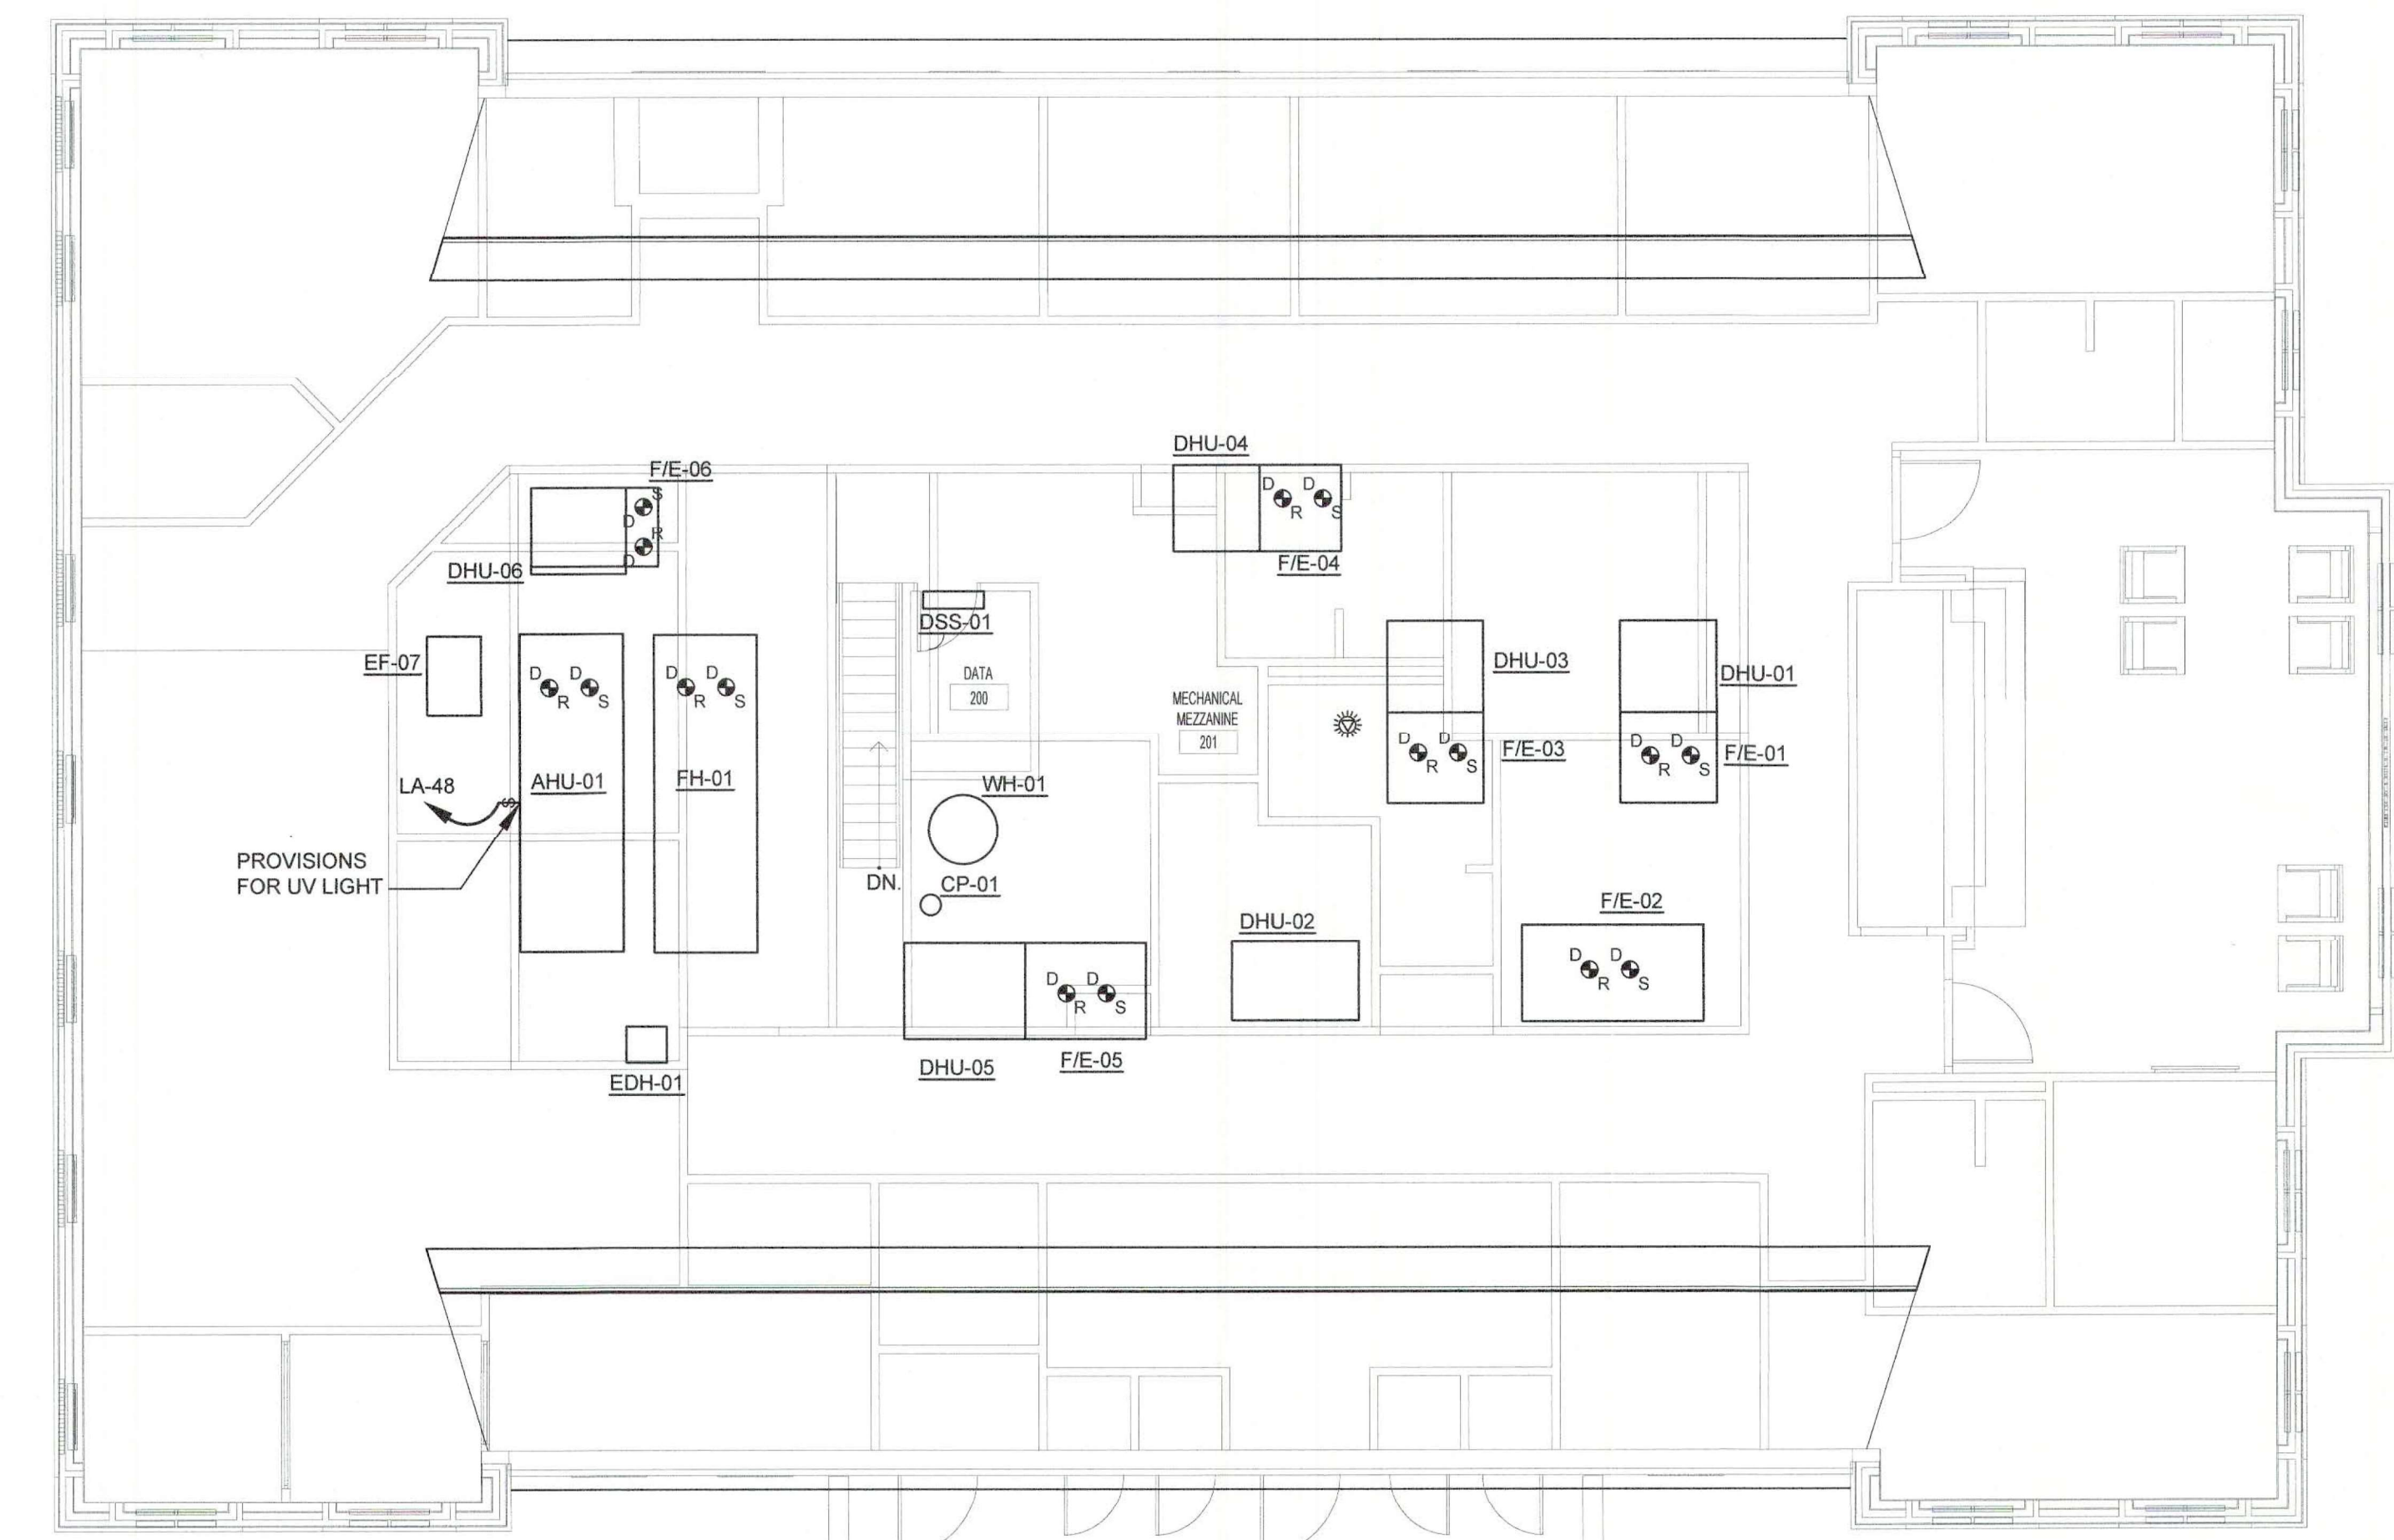 DHU-04
F/E-06
S
D
R
D
D
D
R
S
F/E-04
DHU-06
DSS-01
EF-07
D
D
R
S
D
D
R
S
DATA
200
MECHANICAL
MEZZANINE
201
DHU-03
DHU-01
D
D
R
S
F/E-03
D
D
R
S
F/E-01
LA-48
S
AHU-01
FH-01
WH-01
PROVISIONS
FOR UV LIGHT
DN.
CP-01
DHU-02
F/E-02
D
D
R
S
D
D
R
S
DHU-05
F/E-05
EDH-01